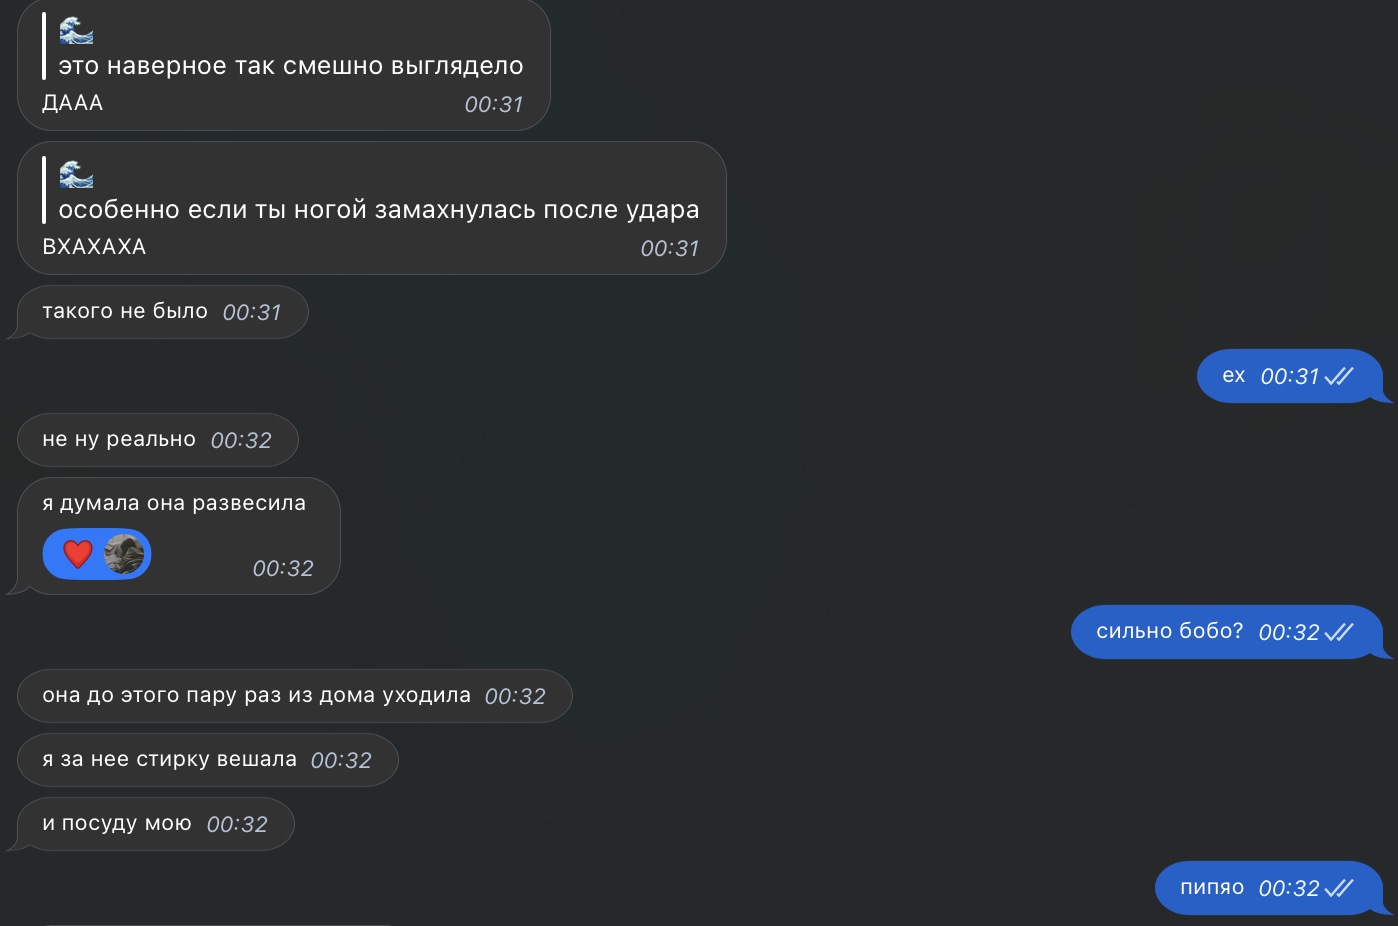 🌊
это наверное так смешно выглядело
ДААА 00:31
🌊
особенно если ты ногой замахнулась после удара
ВХАХАХА 00:31
такого не было 00:31
ех 00:31
не ну реально 00:32
я думала она развесила
❤️ 00:32
сильно бобо? 00:32
она до этого пару раз из дома уходила 00:32
я за нее стирку вешала 00:32
и посуду мою 00:32
пипяо 00:32